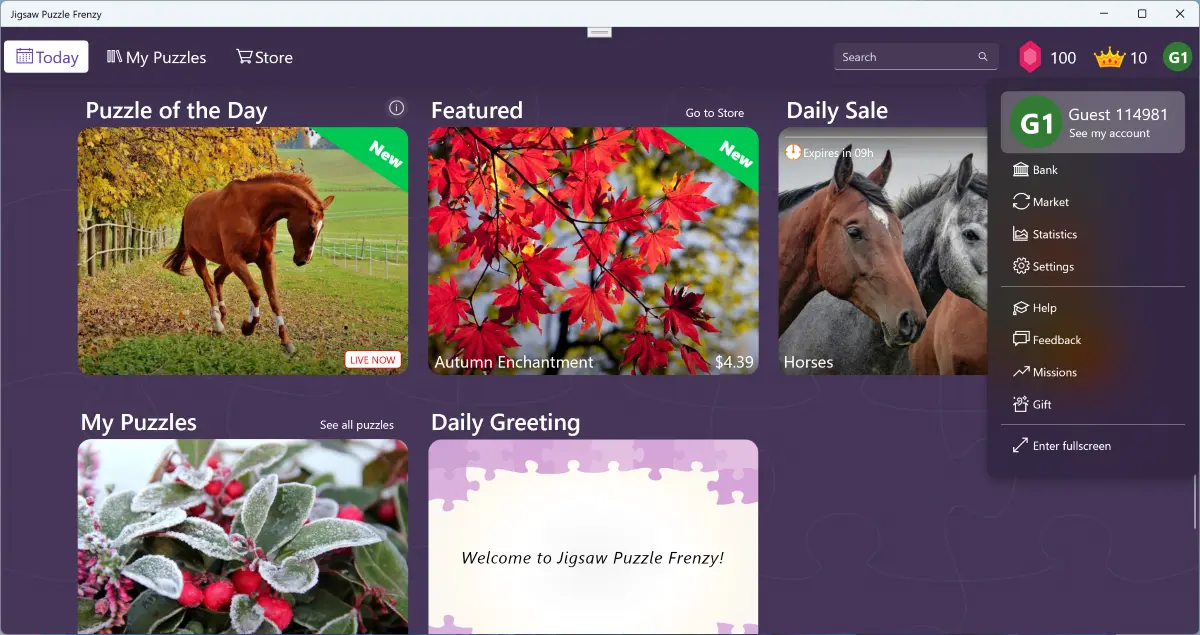 Jigsaw Puzzle Frenzy
Today
My Puzzles
Store
Search
100
10
G1
Puzzle of the Day
New
LIVE NOW
Featured
Go to Store
New
Autumn Enchantment
$4.39
Daily Sale
Expires in 09h
Horses
G1
Guest 114981
See my account
Bank
Market
Statistics
Settings
Help
Feedback
Missions
Gift
Enter fullscreen
My Puzzles
See all puzzles
Daily Greeting
Welcome to Jigsaw Puzzle Frenzy!